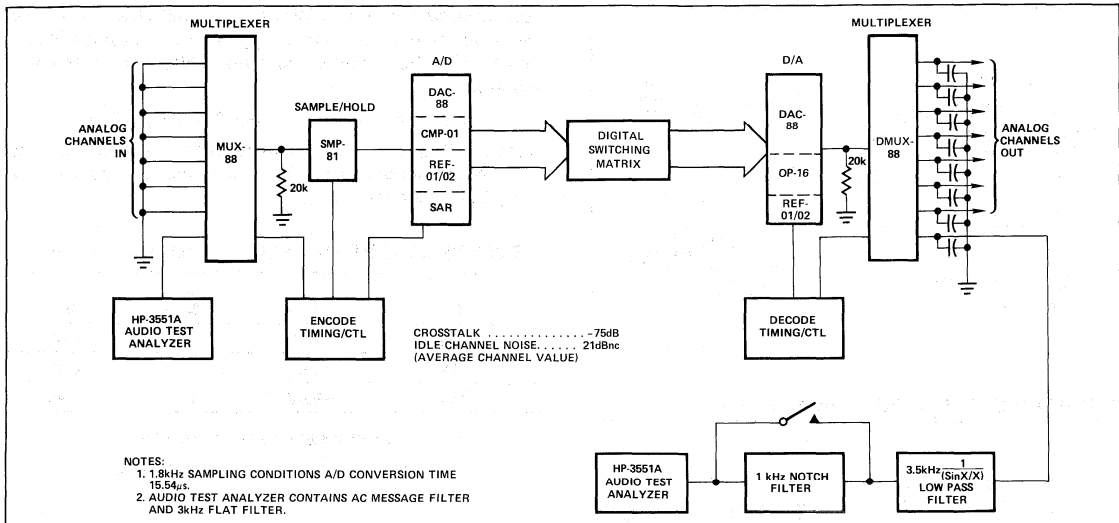 MULTIPLEXER
MULTIPLEXER
A/D
D/A
ANALOG
CHANNELS
IN
MUX-
88
SAMPLE/HOLD
SMP-
81
20k
DAC-
88
CMP-01
REF-
01/02
SAR
DIGITAL
SWITCHING
MATRIX
DAC-
88
OP-16
REF-
01/02
20k
DMUX-
88
ANALOG
CHANNELS
OUT
HP-3551A
AUDIO TEST
ANALYZER
ENCODE
TIMING/CTL
CROSSTALK . . . . . . . . . . . . . . . -75dB
IDLE CHANNEL NOISE. . . . . . 21dBnc
(AVERAGE CHANNEL VALUE)
DECODE
TIMING/CTL
NOTES:
1. 1.8kHz SAMPLING CONDITIONS A/D CONVERSION TIME
15.54μs.
2. AUDIO TEST ANALYZER CONTAINS AC MESSAGE FILTER
AND 3kHz FLAT FILTER.
HP-3551A
AUDIO TEST
ANALYZER
1 kHz NOTCH
FILTER
3.5kHz 1/(SinX/X)
LOW PASS
FILTER